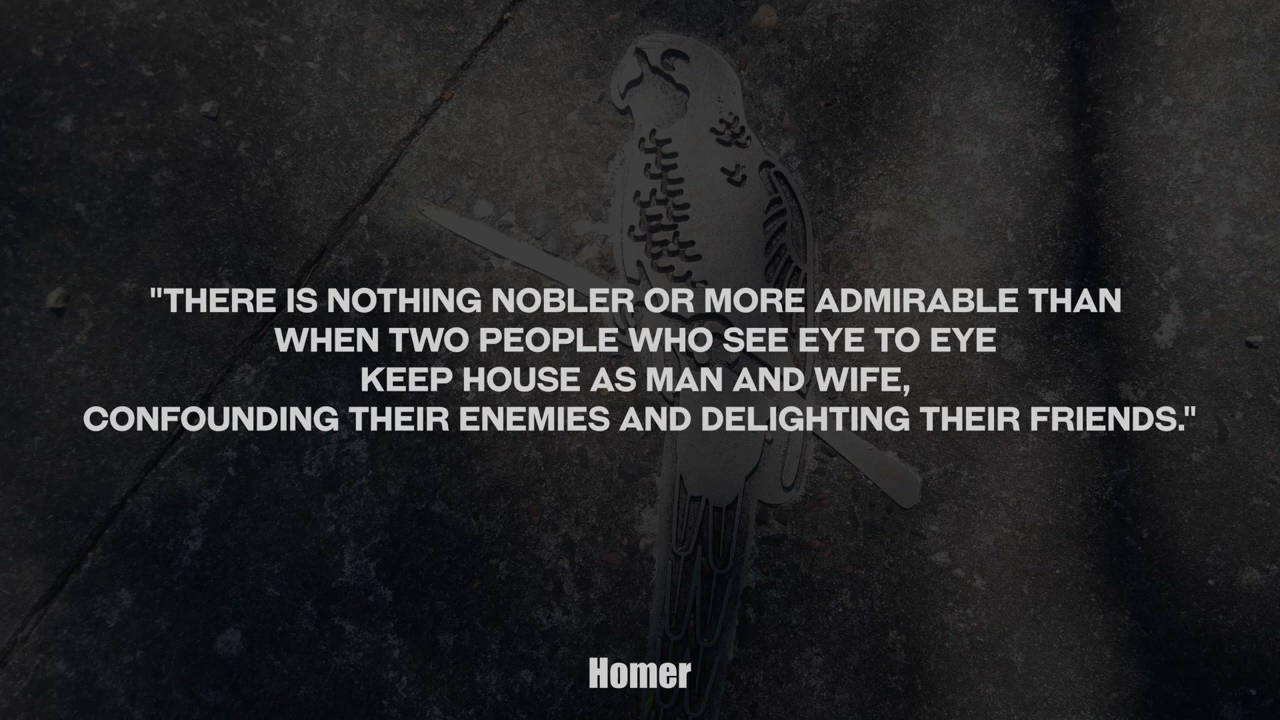 "THERE IS NOTHING NOBLER OR MORE ADMIRABLE THAN
WHEN TWO PEOPLE WHO SEE EYE TO EYE
KEEP HOUSE AS MAN AND WIFE,
CONFOUNDING THEIR ENEMIES AND DELIGHTING THEIR FRIENDS."
Homer